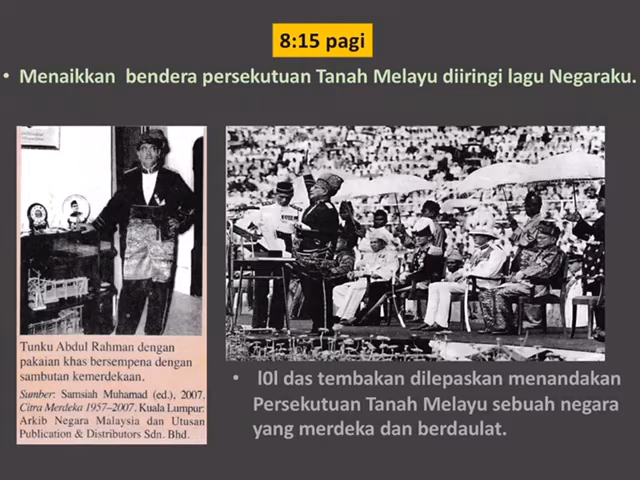 8:15 pagi
• Menaikkan bendera persekutuan Tanah Melayu diiringi lagu Negaraku.
Tunku Abdul Rahman dengan
pakaian khas bersempena dengan
sambutan kemerdekaan.
Sumber: Samsiah Muhamad (ed.), 2007.
Citra Merdeka 1957–2007. Kuala Lumpur:
Arkib Negara Malaysia dan Utusan
Publication & Distributors Sdn. Bhd.
• l0l das tembakan dilepaskan menandakan
Persekutuan Tanah Melayu sebuah negara
yang merdeka dan berdaulat.